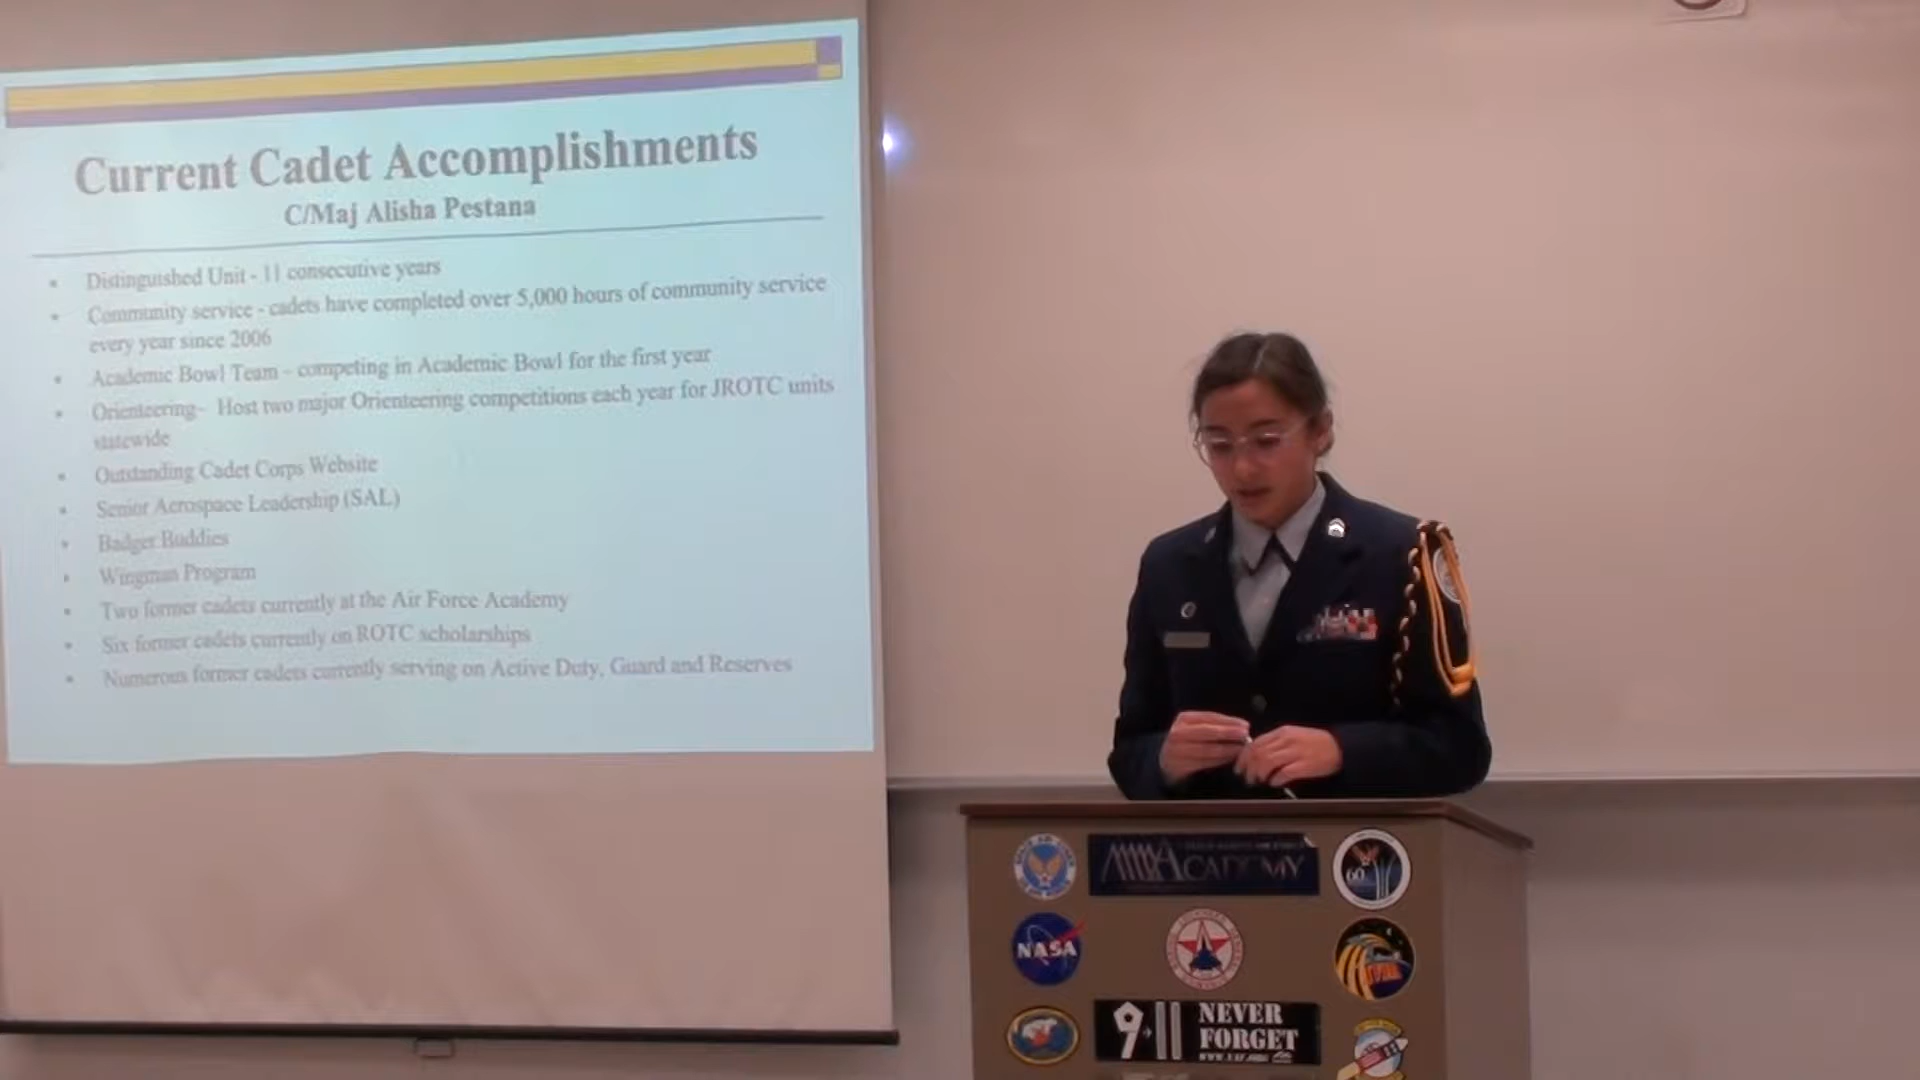 Current Cadet Accomplishments
C/Maj Alisha Pestana
Distinguished Unit - 11 consecutive years
Community service - cadets have completed over 5,000 hours of community service
every year since 2006
Academic Bowl Team - competing in Academic Bowl for the first year
Orienteering- Host two major Orienteering competitions each year for JROTC units
statewide
Outstanding Cadet Corps Website
Senior Aerospace Leadership (SAL)
Badger Buddies
Wingman Program
Two former cadets currently at the Air Force Academy
Six former cadets currently on ROTC scholarships
Numerous former cadets currently serving on Active Duty, Guard and Reserves
ACADEMY
60
NASA
9-11 NEVER
FORGET